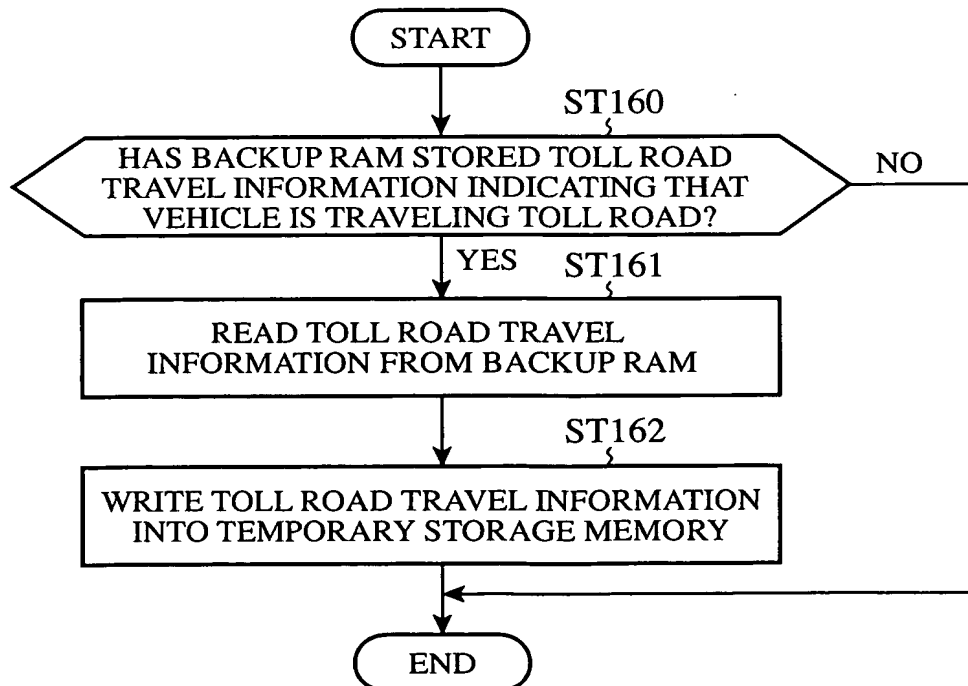 START
ST160
HAS BACKUP RAM STORED TOLL ROAD
TRAVEL INFORMATION INDICATING THAT
VEHICLE IS TRAVELING TOLL ROAD?
NO
YES
ST161
READ TOLL ROAD TRAVEL
INFORMATION FROM BACKUP RAM
ST162
WRITE TOLL ROAD TRAVEL INFORMATION
INTO TEMPORARY STORAGE MEMORY
END